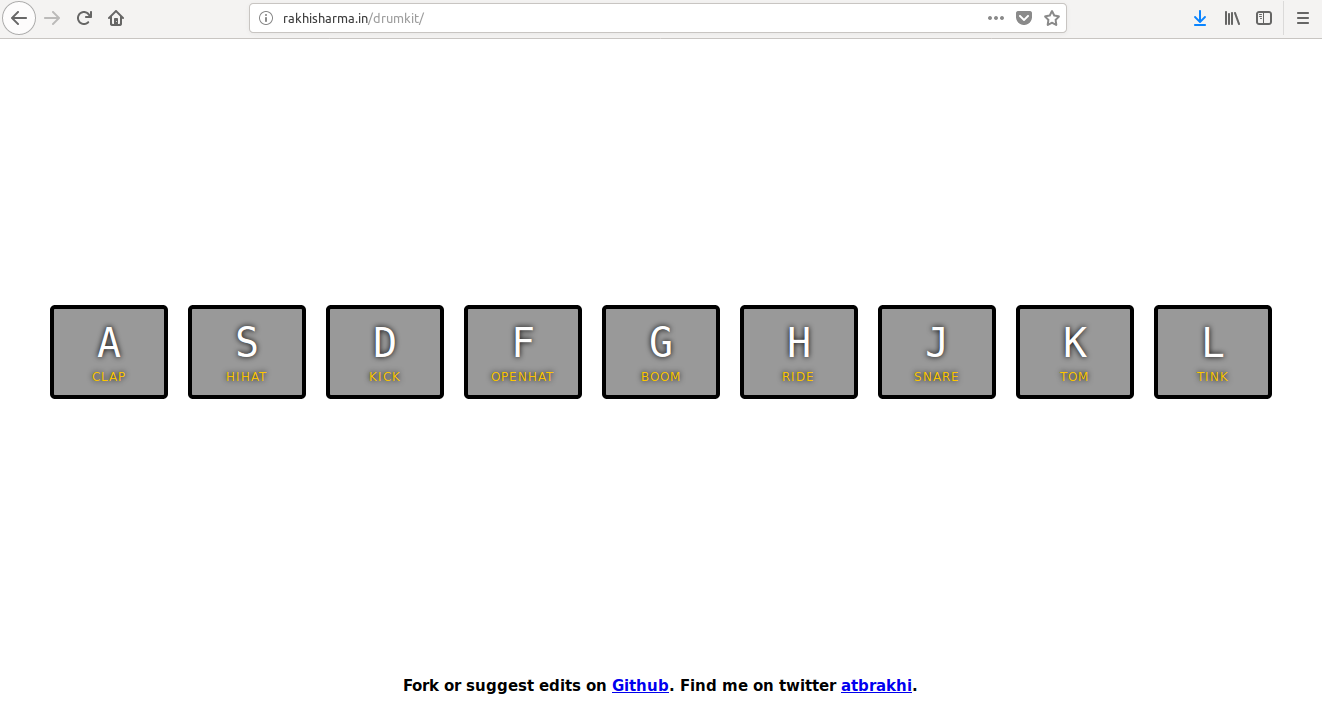 rakhisharma.in/drumkit/
A S D F G H J K L
CLAP HIHAT KICK OPENHAT BOOM RIDE SNARE TOM TINK
Fork or suggest edits on Github. Find me on twitter atbrakhi.